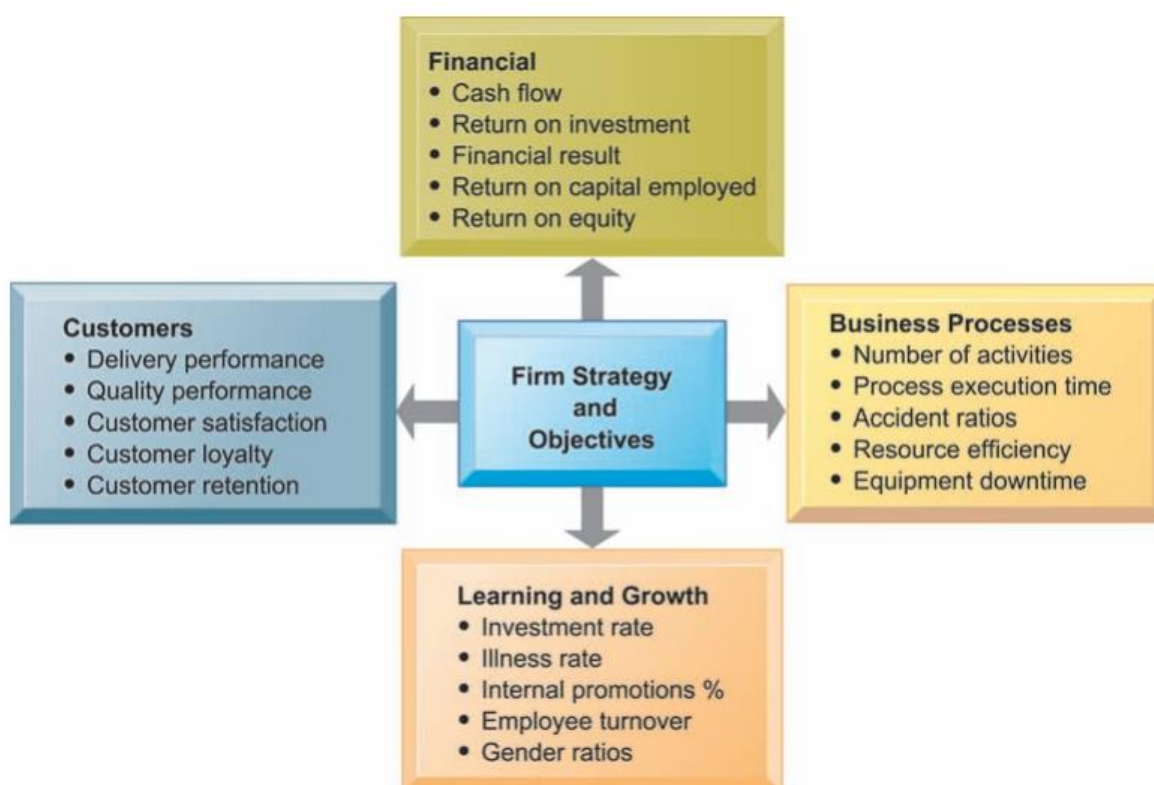 Financial
• Cash flow
• Return on investment
• Financial result
• Return on capital employed
• Return on equity
Customers
• Delivery performance
• Quality performance
• Customer satisfaction
• Customer loyalty
• Customer retention
Firm Strategy
and
Objectives
Business Processes
• Number of activities
• Process execution time
• Accident ratios
• Resource efficiency
• Equipment downtime
Learning and Growth
• Investment rate
• Illness rate
• Internal promotions %
• Employee turnover
• Gender ratios